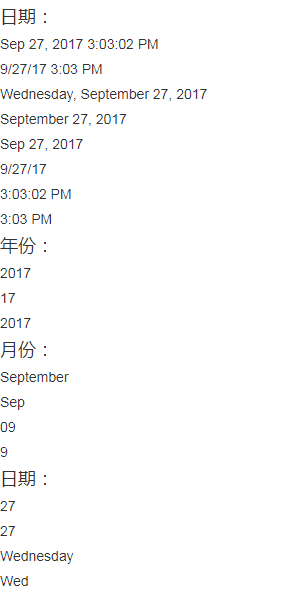 日期：
Sep 27, 2017 3:03:02 PM
9/27/17 3:03 PM
Wednesday, September 27, 2017
September 27, 2017
Sep 27, 2017
9/27/17
3:03:02 PM
3:03 PM
年份：
2017
17
2017
月份：
September
Sep
09
9
日期：
27
27
Wednesday
Wed